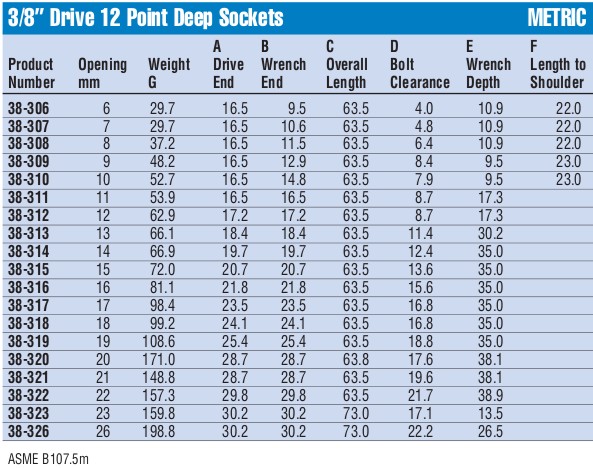 3/8" Drive 12 Point Deep Sockets METRIC
A B C D E F
Product Opening Weight Drive Wrench Overall Bolt Wrench Length to
Number mm G End End Length Clearance Depth Shoulder
38-306 6 29.7 16.5 9.5 63.5 4.0 10.9 22.0
38-307 7 29.7 16.5 10.6 63.5 4.8 10.9 22.0
38-308 8 37.2 16.5 11.5 63.5 6.4 10.9 22.0
38-309 9 48.2 16.5 12.9 63.5 8.4 9.5 23.0
38-310 10 52.7 16.5 14.8 63.5 7.9 9.5 23.0
38-311 11 53.9 16.5 16.5 63.5 8.7 17.3
38-312 12 62.9 17.2 17.2 63.5 8.7 17.3
38-313 13 66.1 18.4 18.4 63.5 11.4 30.2
38-314 14 66.9 19.7 19.7 63.5 12.4 35.0
38-315 15 72.0 20.7 20.7 63.5 13.6 35.0
38-316 16 81.1 21.8 21.8 63.5 15.6 35.0
38-317 17 98.4 23.5 23.5 63.5 16.8 35.0
38-318 18 99.2 24.1 24.1 63.5 16.8 35.0
38-319 19 108.6 25.4 25.4 63.5 18.8 35.0
38-320 20 171.0 28.7 28.7 63.8 17.6 38.1
38-321 21 148.8 28.7 28.7 63.5 19.6 38.1
38-322 22 157.3 29.8 29.8 63.5 21.7 38.9
38-323 23 159.8 30.2 30.2 73.0 17.1 13.5
38-326 26 198.8 30.2 30.2 73.0 22.2 26.5
ASME B107.5m